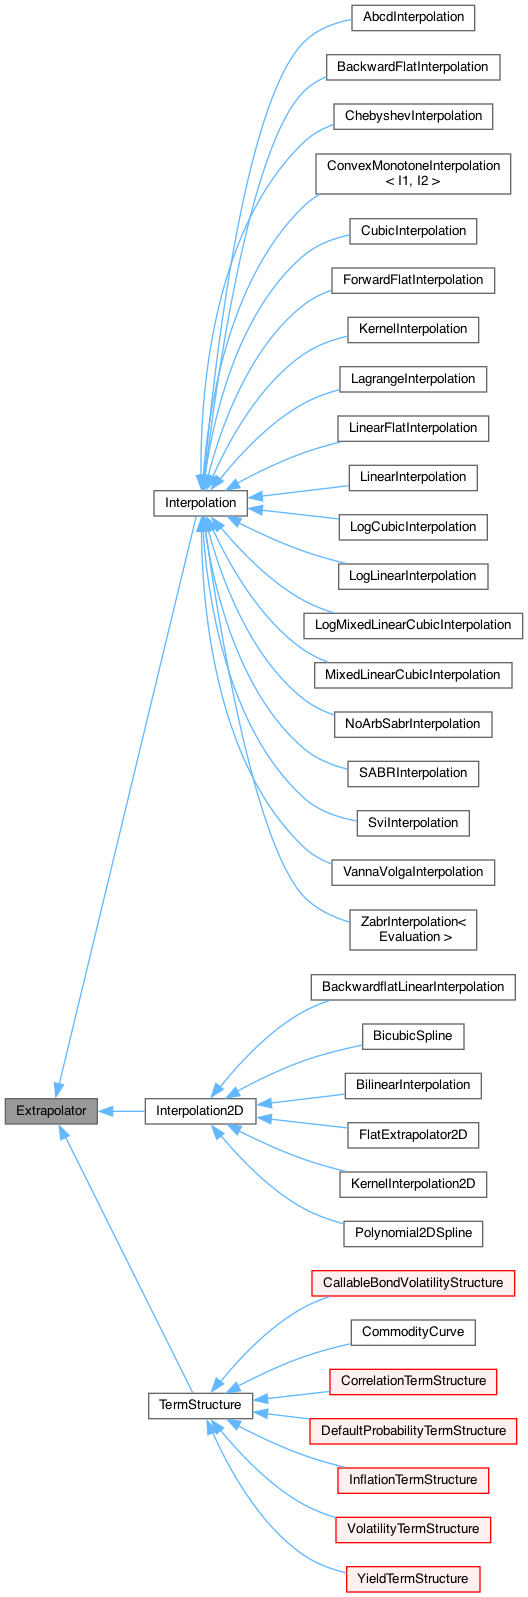 AbcdInterpolation
BackwardFlatInterpolation
ChebyshevInterpolation
ConvexMonotoneInterpolation
< I1, I2 >
CubicInterpolation
ForwardFlatInterpolation
KernelInterpolation
LagrangeInterpolation
LinearFlatInterpolation
LinearInterpolation
Interpolation
LogCubicInterpolation
LogLinearInterpolation
LogMixedLinearCubicInterpolation
MixedLinearCubicInterpolation
NoArbSabrInterpolation
SABRInterpolation
SviInterpolation
VannaVolgaInterpolation
ZabrInterpolation<
Evaluation >
BackwardflatLinearInterpolation
BicubicSpline
BilinearInterpolation
Extrapolator
Interpolation2D
FlatExtrapolator2D
KernelInterpolation2D
Polynomial2DSpline
CallableBondVolatilityStructure
CommodityCurve
CorrelationTermStructure
TermStructure
DefaultProbabilityTermStructure
InflationTermStructure
VolatilityTermStructure
YieldTermStructure